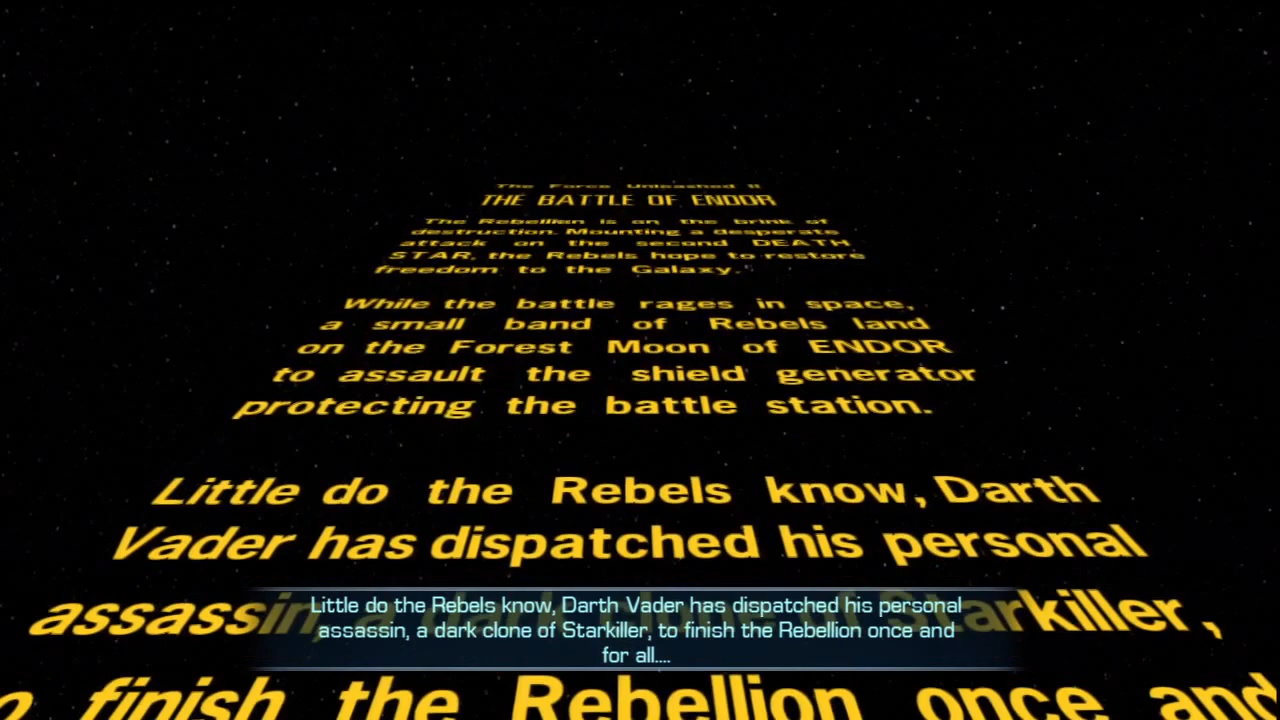 The Force Unleashed II
THE BATTLE OF ENDOR
The Rebellion is on the brink of
destruction. Mounting a desperate
attack on the second DEATH
STAR, the Rebels hope to restore
freedom to the Galaxy.
While the battle rages in space,
a small band of Rebels land
on the Forest Moon of ENDOR
to assault the shield generator
protecting the battle station.
Little do the Rebels know, Darth
Vader has dispatched his personal
assassin, a dark clone of Starkiller,
to finish the Rebellion once and
Little do the Rebels know, Darth Vader has dispatched his personal
assassin, a dark clone of Starkiller, to finish the Rebellion once and
for all....